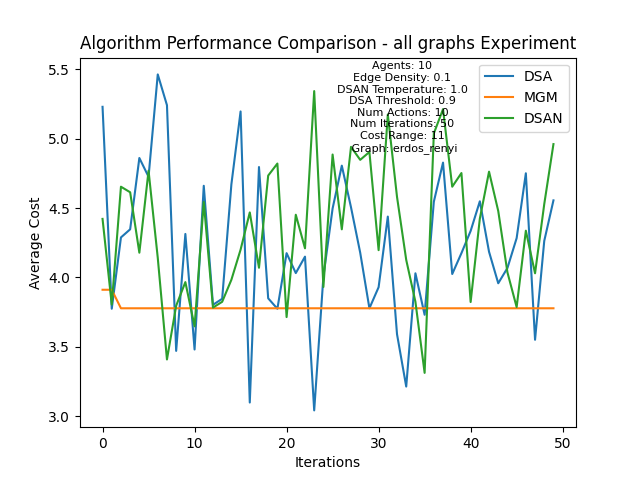 Algorithm Performance Comparison - all graphs Experiment
Agents: 10
Edge Density: 0.1
DSAN Temperature: 1.0
DSA Threshold: 0.9
Num Actions: 10
Num Iterations: 50
Cost Range: 11
Graph: erdos_renyi
DSA
MGM
DSAN
5.5
5.0
4.5
4.0
3.5
3.0
Average Cost
0
10
20
30
40
50
Iterations